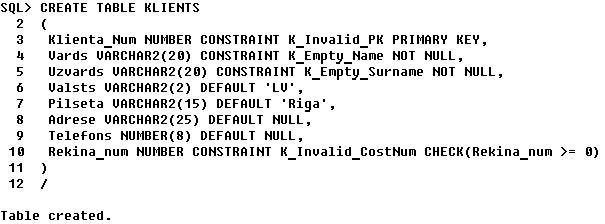 SQL> CREATE TABLE KLIENTS
2 (
3 Klienta_Num NUMBER CONSTRAINT K_Invalid_PK PRIMARY KEY,
4 Vards VARCHAR2(20) CONSTRAINT K_Empty_Name NOT NULL,
5 Uzvards VARCHAR2(20) CONSTRAINT K_Empty_Surname NOT NULL,
6 Valsts VARCHAR2(2) DEFAULT 'LV',
7 Pilseta VARCHAR2(15) DEFAULT 'Riga',
8 Adrese VARCHAR2(25) DEFAULT NULL,
9 Telefons NUMBER(8) DEFAULT NULL,
10 Rekina_num NUMBER CONSTRAINT K_Invalid_CostNum CHECK(Rekina_num >= 0)
11 )
12 /
Table created.